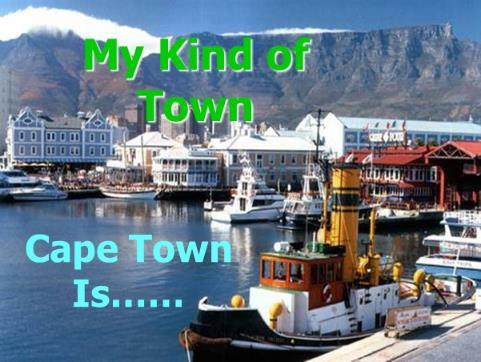 My Kind of
Town
Cape Town
Is......